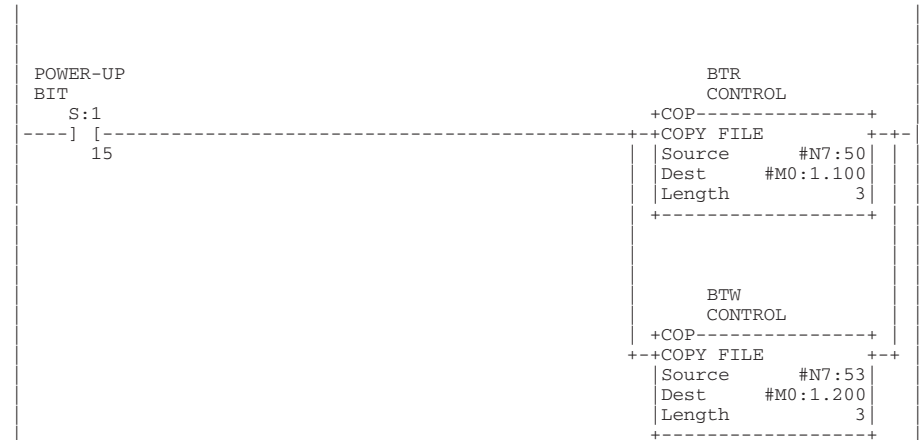 POWER-UP BTR
BIT CONTROL
S:1 +COP---------------+
----] [-----------------------------------------------+-+COPY FILE +-+-
15 Source #N7:50
Dest #M0:1.100
Length 3
+-------------------+
BTW
CONTROL
+COP---------------+
+-+COPY FILE +-+
Source #N7:53
Dest #M0:1.200
Length 3
+-------------------+